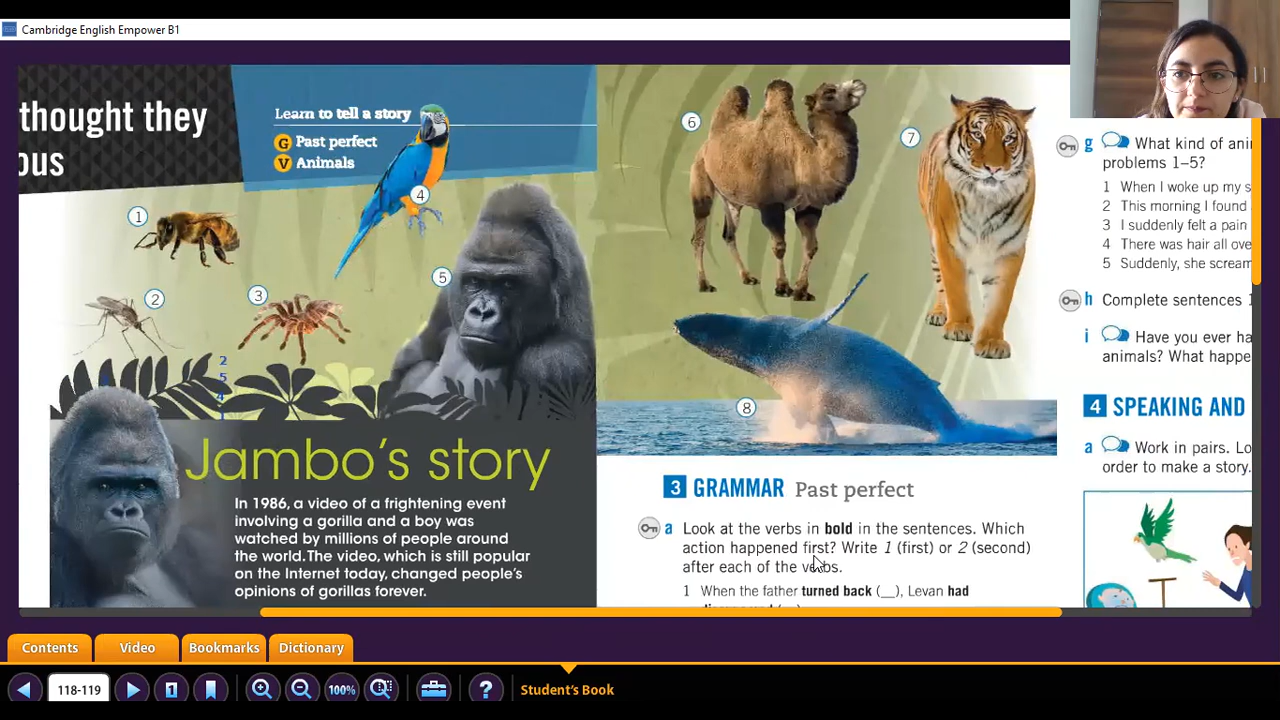 Cambridge English Empower B1
thought they
ous
Learn to tell a story
G Past perfect
V Animals
1
2
3
4
5
6
7
8
2
5
4
1
Jambo's story
In 1986, a video of a frightening event
involving a gorilla and a boy was
watched by millions of people around
the world. The video, which is still popular
on the Internet today, changed people's
opinions of gorillas forever.
3 GRAMMAR Past perfect
a Look at the verbs in bold in the sentences. Which
action happened first? Write 1 (first) or 2 (second)
after each of the verbs.
1 When the father turned back (__), Levan had
g What kind of ani
problems 1–5?
1 When I woke up my s
2 This morning I found
3 I suddenly felt a pain
4 There was hair all ove
5 Suddenly, she scream
h Complete sentences 1
i Have you ever ha
animals? What happe
4 SPEAKING AND
a Work in pairs. Lo
order to make a story.
Contents
Video
Bookmarks
Dictionary
118-119
1
100%
?
Student's Book